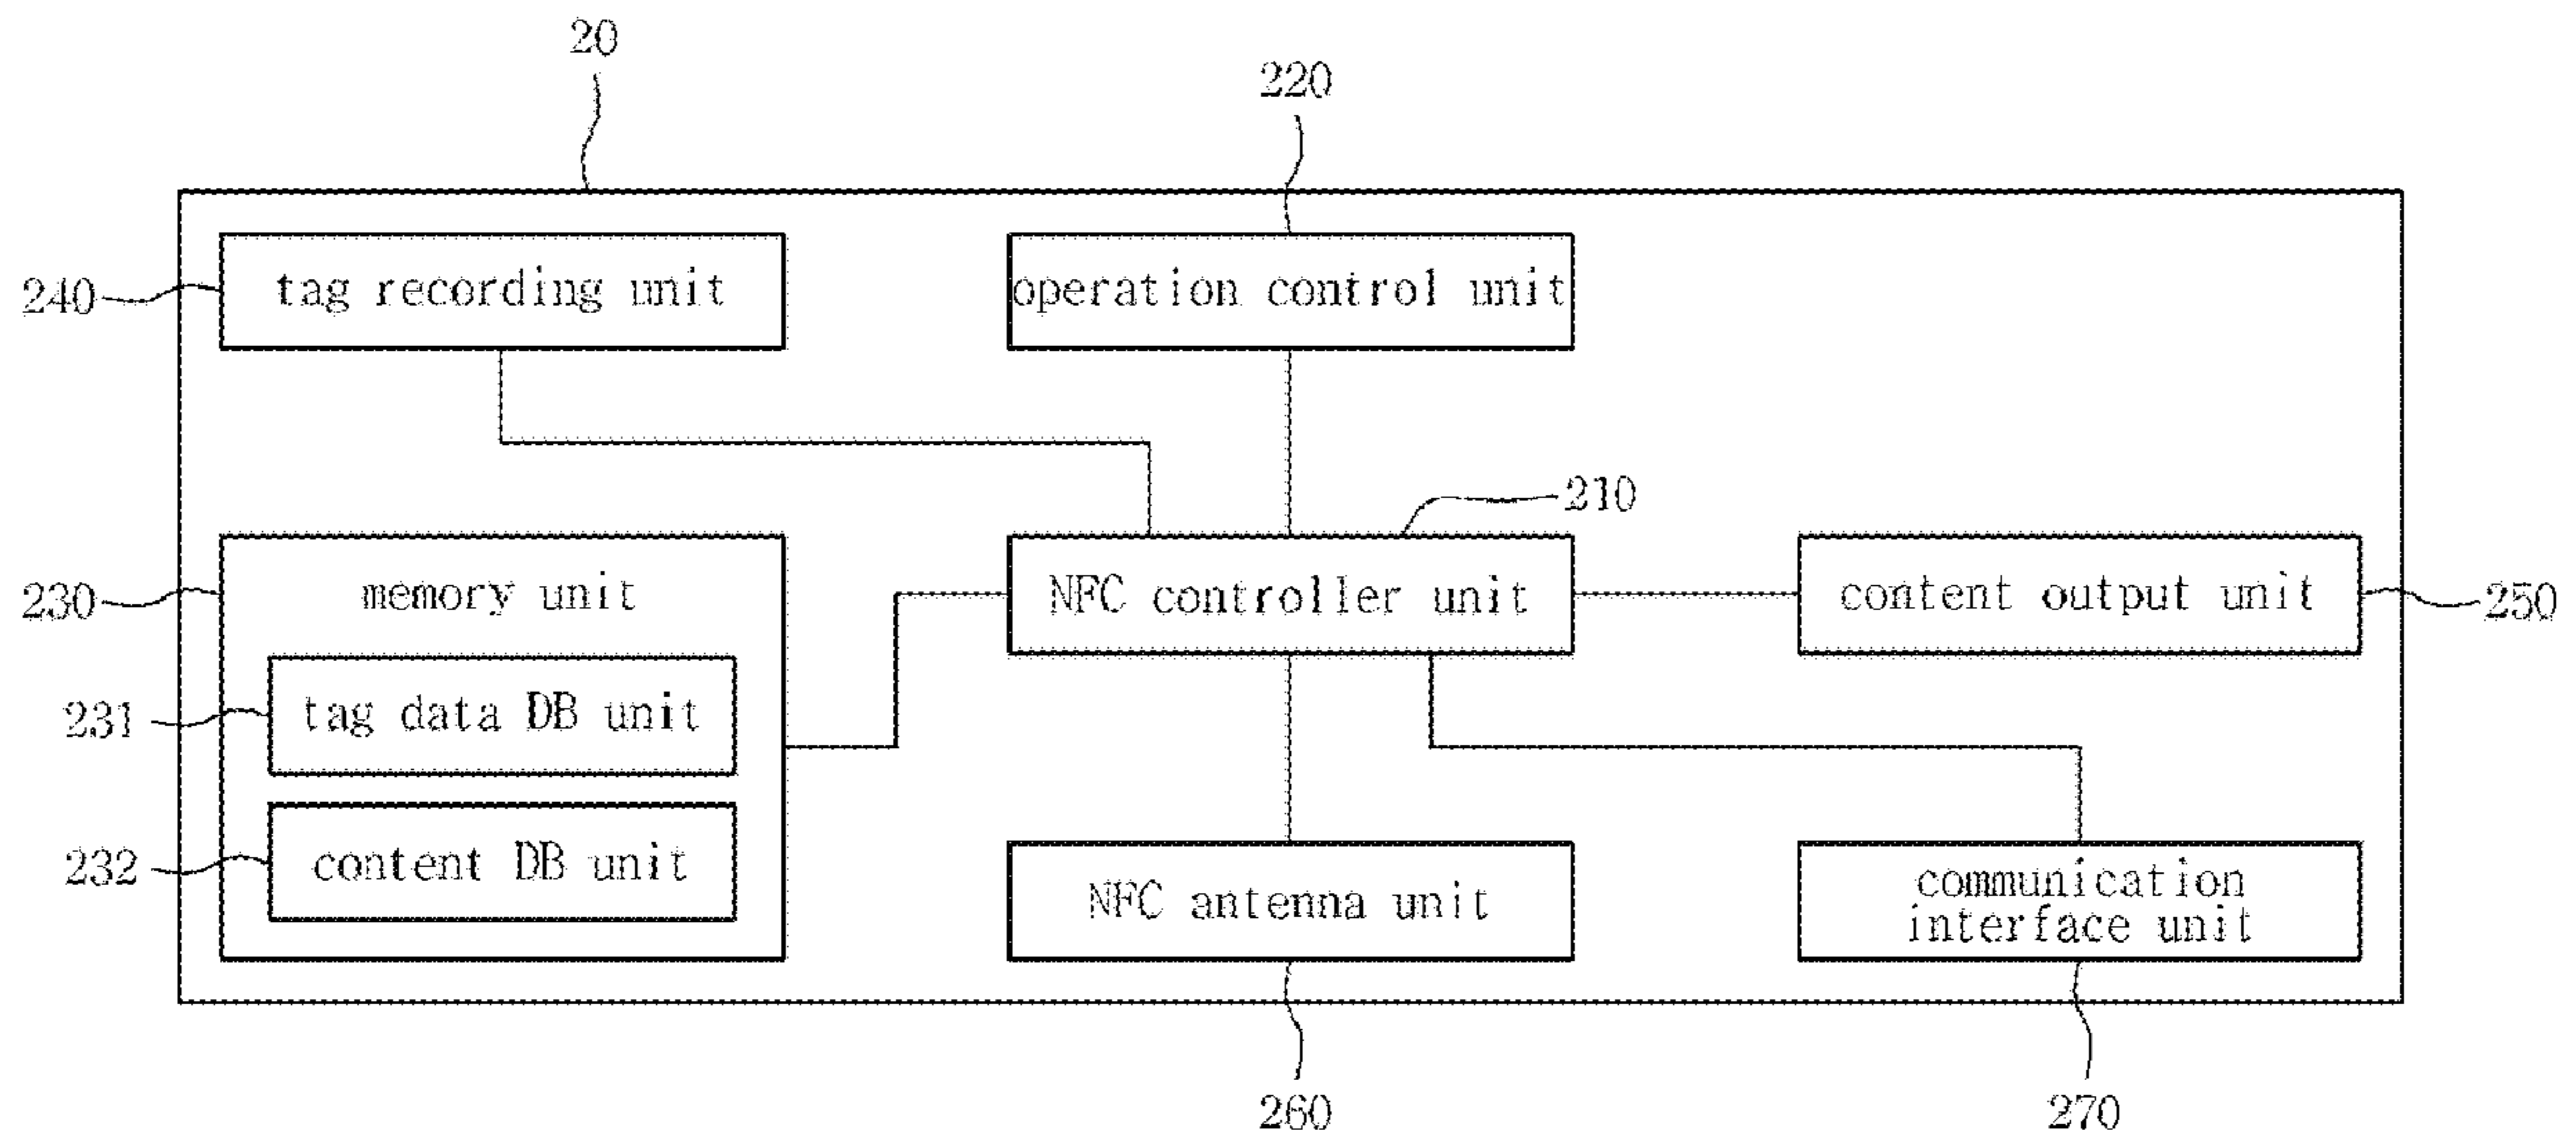 20
220
240
tag recording unit
operation control unit
210
230
memory unit
NFC controller unit
content output unit
250
231
tag data DB unit
232
content DB unit
NFC antenna unit
communication
interface unit
260
270